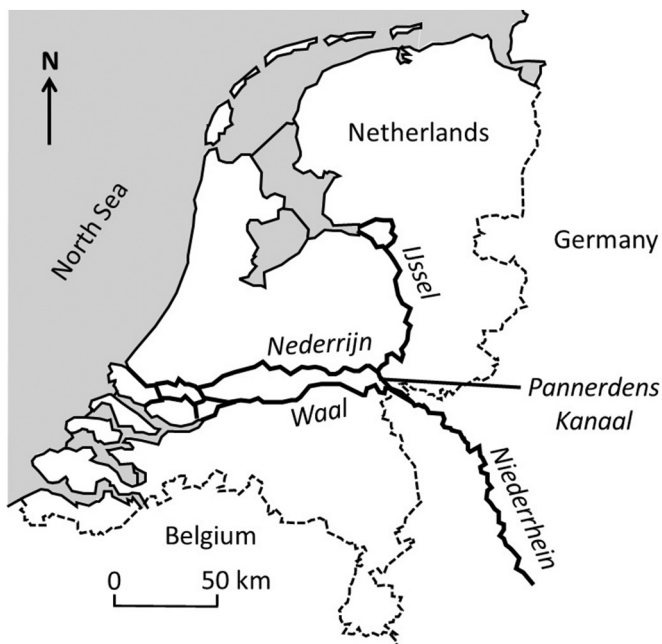 N
Netherlands
North Sea
Germany
IJssel
Nederrijn
Waal
Pannerdens
Kanaal
Niederrhein
Belgium
0 50 km